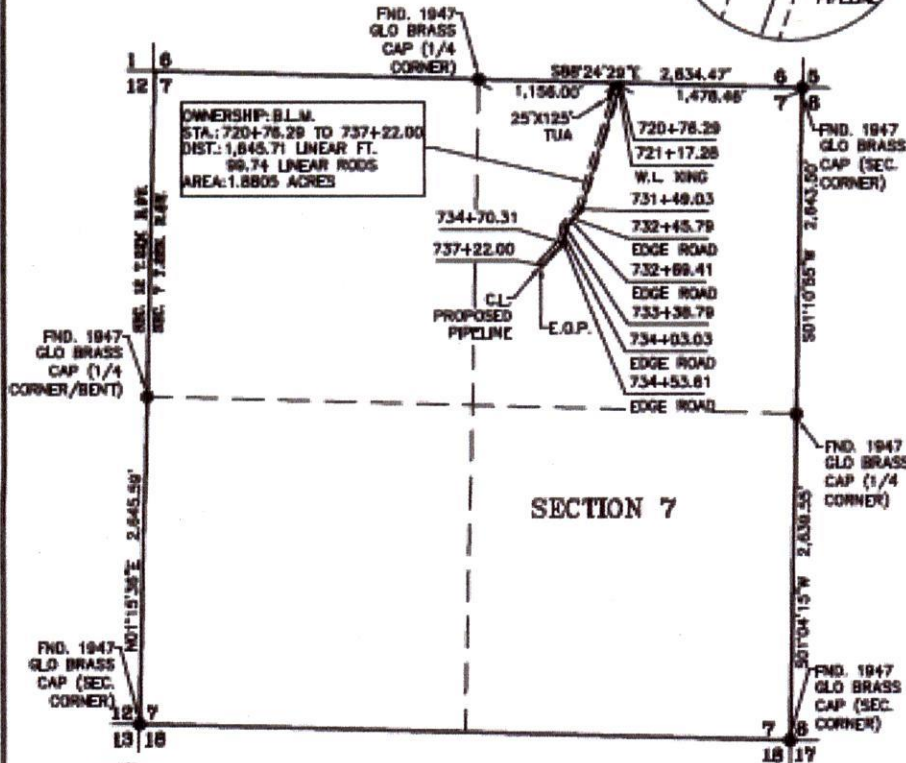 FND. 1947
GLO BRASS
CAP (1/4
CORNER)
1 6
12 7
S88°24'29"E 2,634.47'
1,156.00' 1,478.46'
6 5
7 8
25'X125'
TUA
OWNERSHIP: B.L.M.
STA.: 720+76.29 TO 737+22.00
DIST.: 1,645.71 LINEAR FT.
99.74 LINEAR RODS
AREA: 1.8805 ACRES
720+76.29
721+17.28
W.L. XING
731+49.03
732+45.79
EDGE ROAD
732+69.41
EDGE ROAD
733+38.79
734+03.03
EDGE ROAD
734+53.61
EDGE ROAD
734+70.31
737+22.00
C.L.
PROPOSED
PIPELINE
E.O.P.
FND. 1947
GLO BRASS
CAP (SEC.
CORNER)
S01°10'55"W 2,643.50'
SEC. 12
SEC. 7
FND. 1947
GLO BRASS
CAP (1/4
CORNER/BENT)
FND. 1947
GLO BRASS
CAP (1/4
CORNER)
SECTION 7
N01°15'36"E 2,645.59'
S01°04'15"W 2,639.55'
FND. 1947
GLO BRASS
CAP (SEC.
CORNER)
12 7
13 18
FND. 1947
GLO BRASS
CAP (SEC.
CORNER)
7 8
18 17